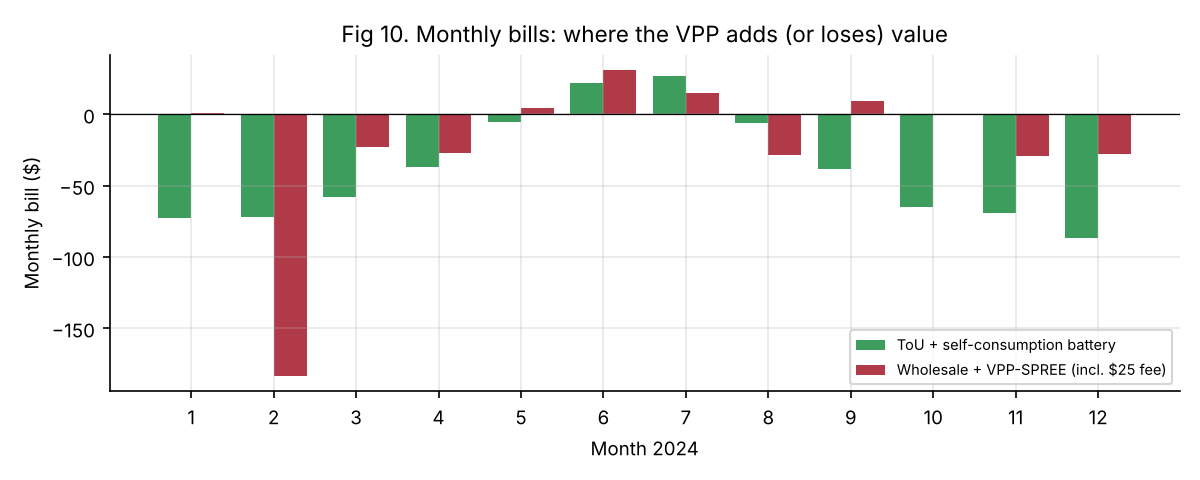 Fig 10. Monthly bills: where the VPP adds (or loses) value
Monthly bill ($)
0
−50
−100
−150
ToU + self-consumption battery
Wholesale + VPP-SPREE (incl. $25 fee)
1 2 3 4 5 6 7 8 9 10 11 12
Month 2024